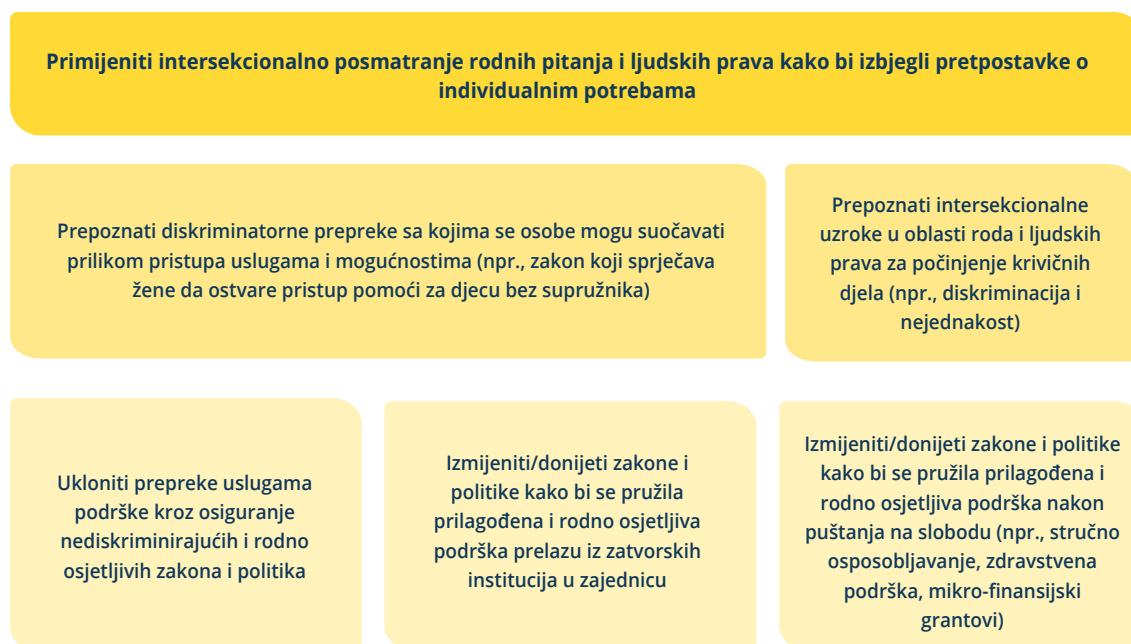 Primijeniti intersekcionalno posmatranje rodnih pitanja i ljudskih prava kako bi izbjegli pretpostavke o
individualnim potrebama
Prepoznati diskriminatorne prepreke sa kojima se osobe mogu suočavati
prilikom pristupa uslugama i mogućnostima (npr., zakon koji sprječava
žene da ostvare pristup pomoći za djecu bez supružnika)
Prepoznati intersekcionalne
uzroke u oblasti roda i ljudskih
prava za počinjenje krivičnih
djela (npr., diskriminacija i
nejednakost)
Ukloniti prepreke uslugama
podrške kroz osiguranje
nediskriminirajućih i rodno
osjetljivih zakona i politika
Izmijeniti/donijeti zakone i
politike kako bi se pružila
prilagođena i rodno osjetljiva
podrška prelazu iz zatvorskih
institucija u zajednicu
Izmijeniti/donijeti zakone i politike
kako bi se pružila prilagođena i
rodno osjetljiva podrška nakon
puštanja na slobodu (npr., stručno
osposobljavanje, zdravstvena
podrška, mikro-finansijski
grantovi)